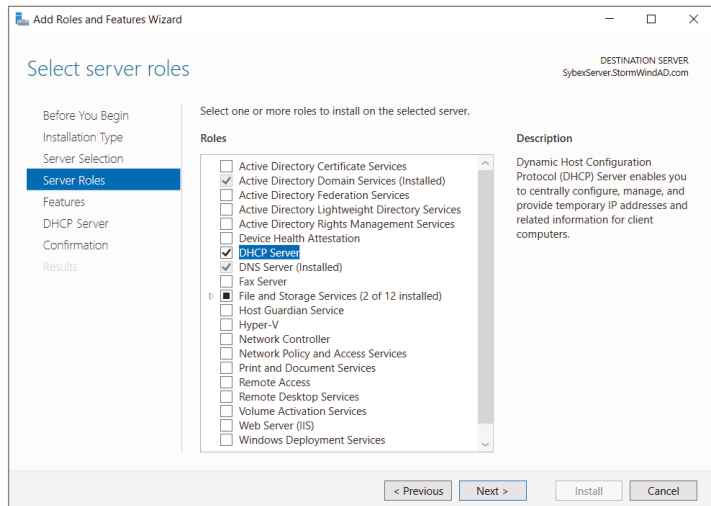 Add Roles and Features Wizard
Select server roles
DESTINATION SERVER
SybexServer.StormWindAD.com
Before You Begin
Installation Type
Server Selection
Server Roles
Features
DHCP Server
Confirmation
Results
Select one or more roles to install on the selected server.
Roles
Active Directory Certificate Services
Active Directory Domain Services (Installed)
Active Directory Federation Services
Active Directory Lightweight Directory Services
Active Directory Rights Management Services
Device Health Attestation
DHCP Server
DNS Server (Installed)
Fax Server
File and Storage Services (2 of 12 installed)
Host Guardian Service
Hyper-V
Network Controller
Network Policy and Access Services
Print and Document Services
Remote Access
Remote Desktop Services
Volume Activation Services
Web Server (IIS)
Windows Deployment Services
Description
Dynamic Host Configuration
Protocol (DHCP) Server enables you
to centrally configure, manage, and
provide temporary IP addresses and
related information for client
computers.
< Previous
Next >
Install
Cancel